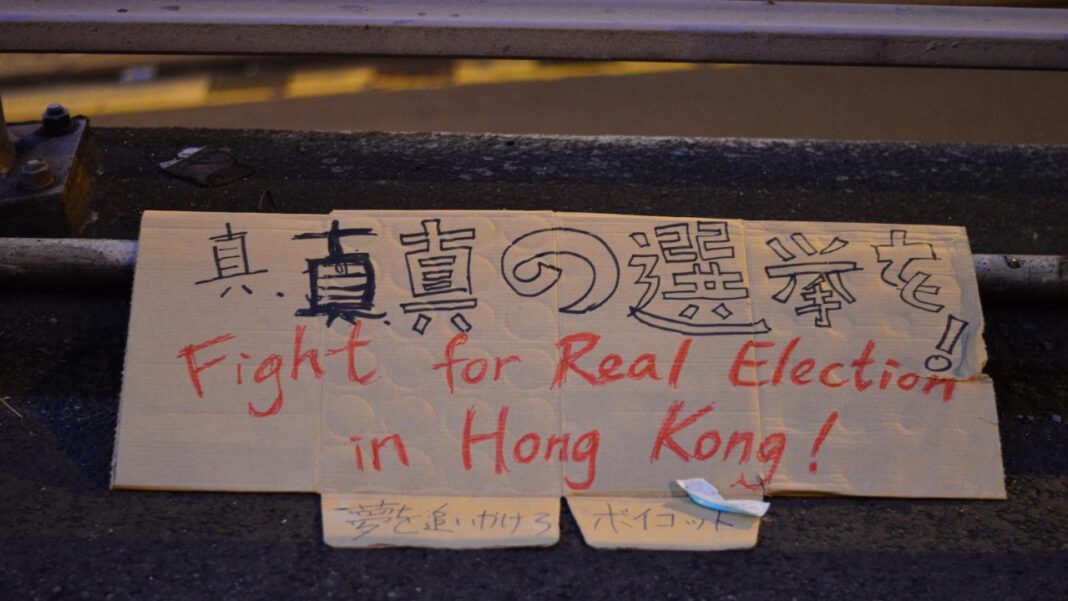 真.真真の選挙を!
Fight for Real Election
in Hong Kong!
夢を追いかけろ ボイコット